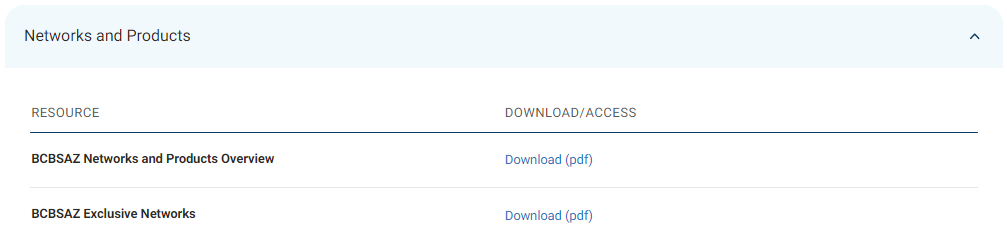 Networks and Products
RESOURCE DOWNLOAD/ACCESS
BCBSAZ Networks and Products Overview Download (pdf)
BCBSAZ Exclusive Networks Download (pdf)